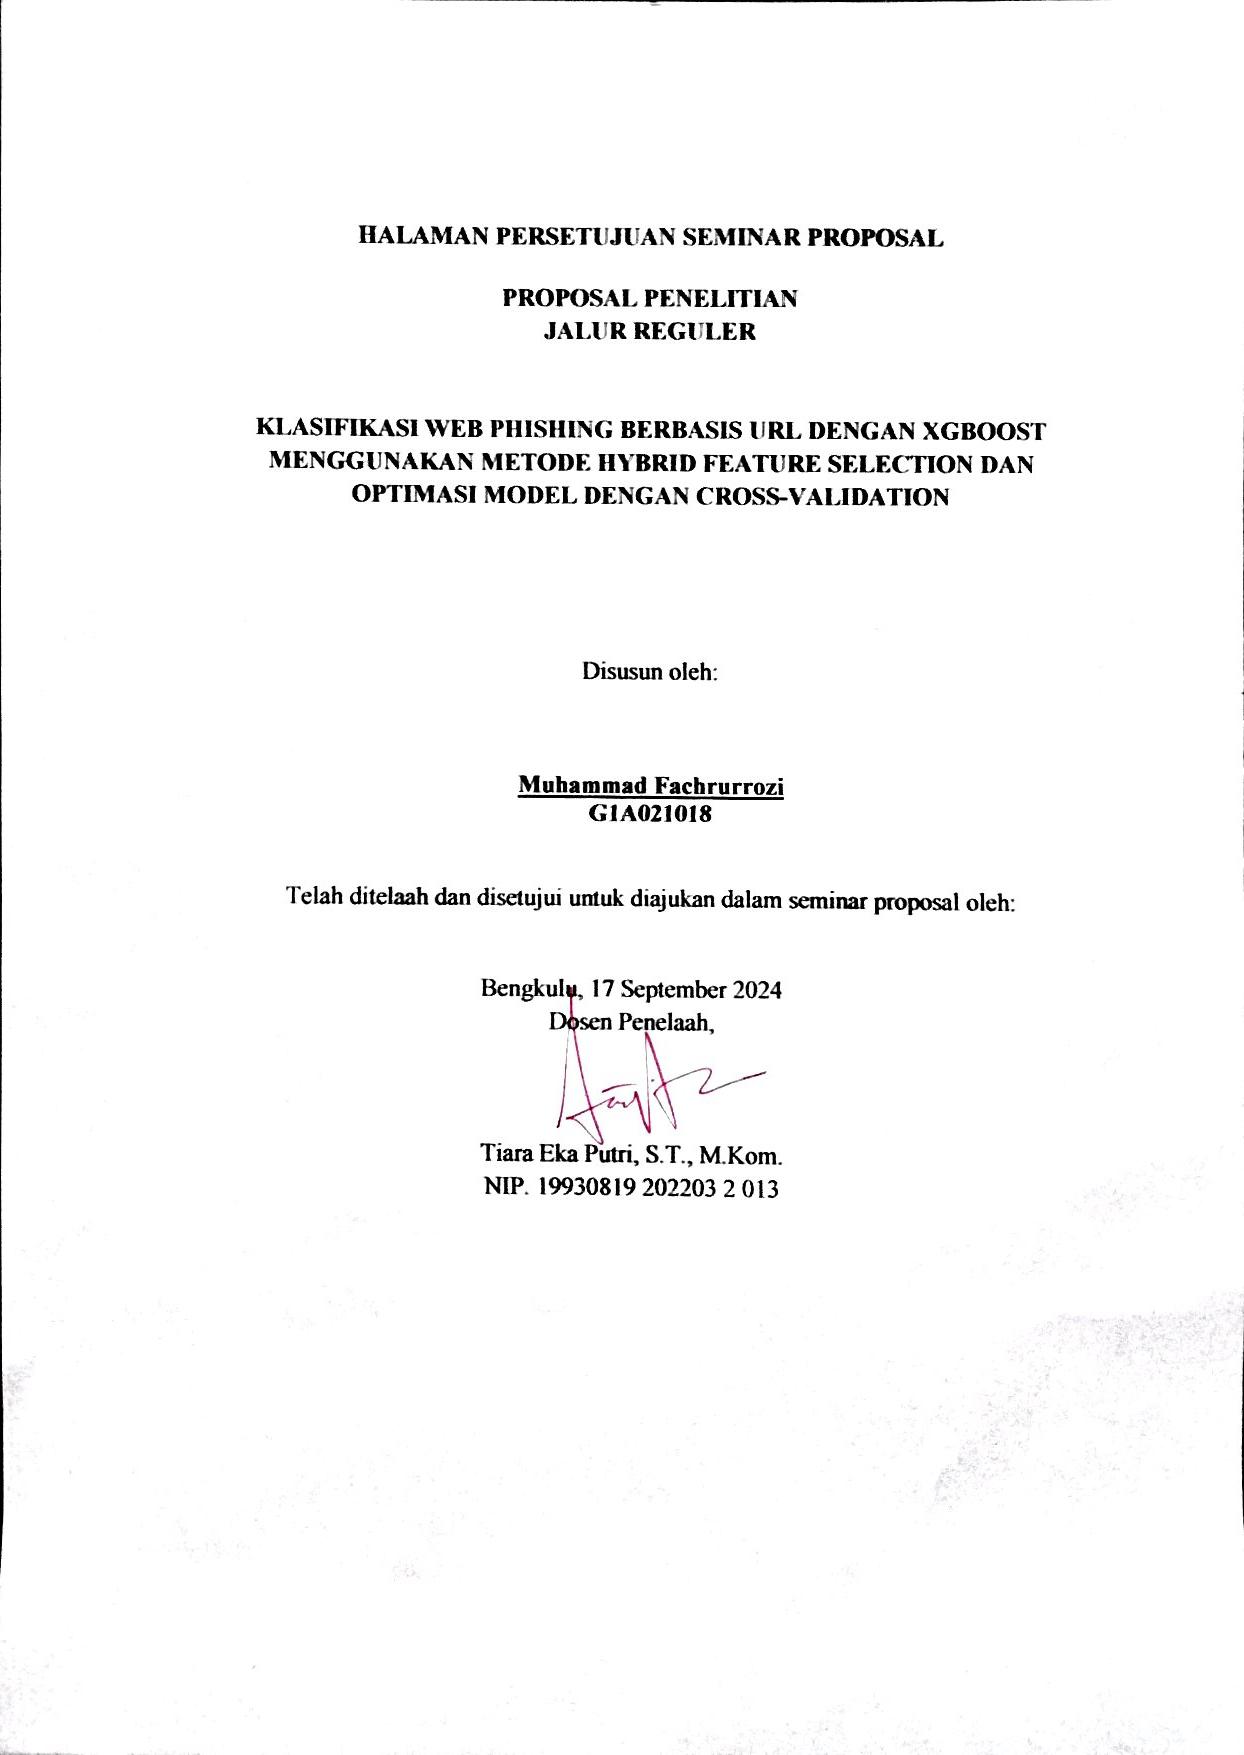 HALAMAN PERSETUJUAN SEMINAR PROPOSAL
PROPOSAL PENELITIAN
JALUR REGULER
KLASIFIKASI WEB PHISHING BERBASIS URL DENGAN XGBOOST
MENGGUNAKAN METODE HYBRID FEATURE SELECTION DAN
OPTIMASI MODEL DENGAN CROSS-VALIDATION
Disusun oleh:
Muhammad Fachrurrozi
G1A021018
Telah ditelaah dan disetujui untuk diajukan dalam seminar proposal oleh:
Bengkulu, 17 September 2024
Dosen Penelaah,
Tiara Eka Putri, S.T., M.Kom.
NIP. 19930819 202203 2 013